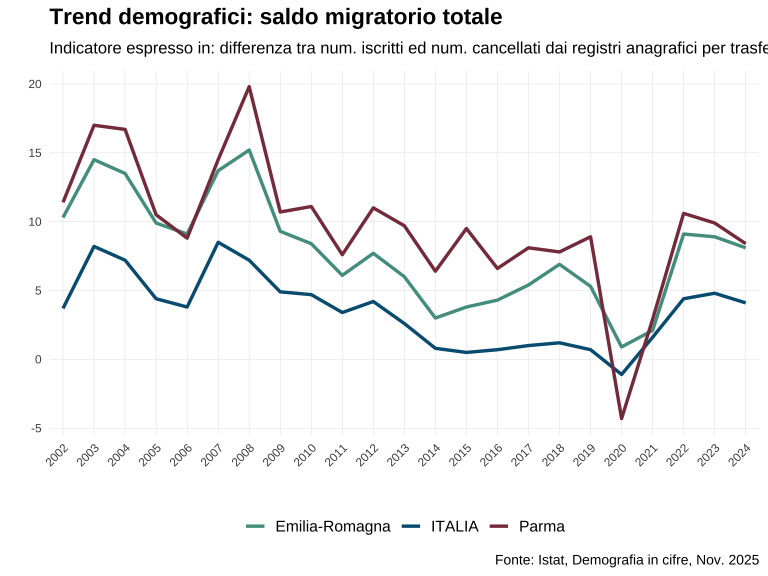 Trend demografici: saldo migratorio totale
Indicatore espresso in: differenza tra num. iscritti ed num. cancellati dai registri anagrafici per
20
15
10
5
0
-5
2002 2003 2004 2005 2006 2007 2008 2009 2010 2011 2012 2013 2014 2015 2016 2017 2018 2019 2020 2021 2022 2023 2024
Emilia-Romagna ITALIA Parma
Fonte: Istat, Demografia in cifre, Nov. 2025